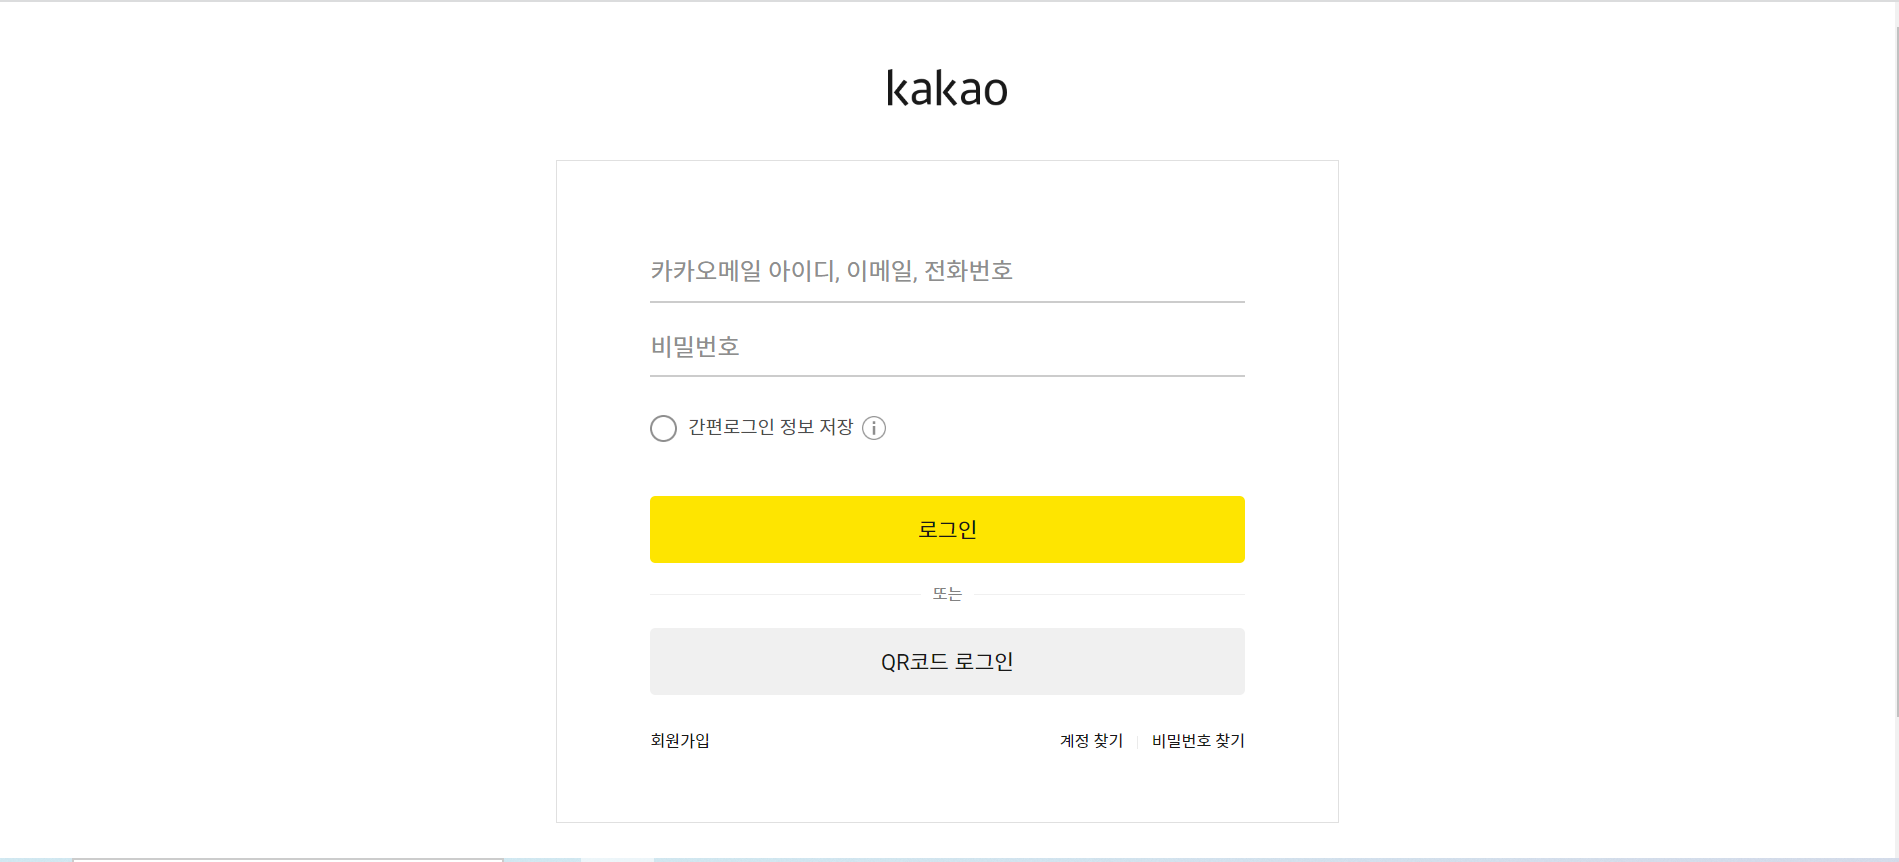 kakao
카카오메일 아이디, 이메일, 전화번호
비밀번호
간편로그인 정보 저장
로그인
또는
QR코드 로그인
회원가입 계정 찾기 비밀번호 찾기